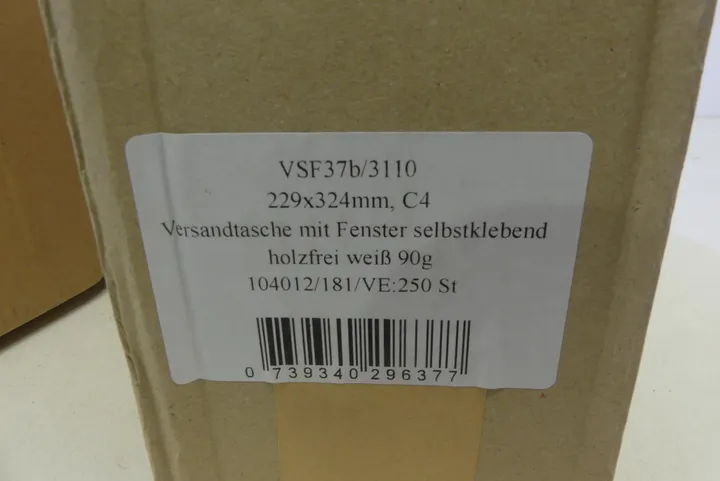 VSF37b/3110
229x324mm, C4
Versandtasche mit Fenster selbstklebend
holzfrei weiß 90g
104012/181/VE:250 St
0 739340 296377